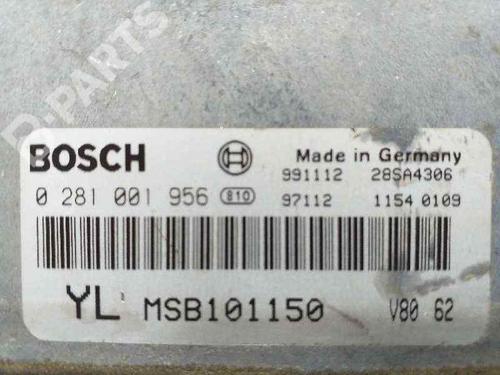 D-PARTS
BOSCH Made in Germany
991112 28SA4306
0 281 001 956 810
97112 1154 0109
YL MSB101150 V80 62